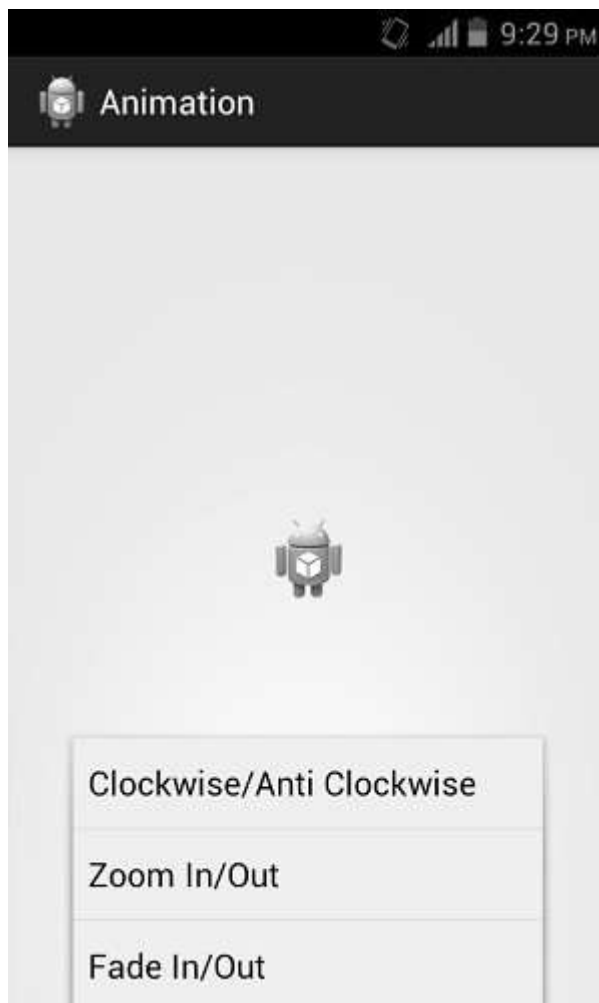 9:29 PM
Animation
Clockwise/Anti Clockwise
Zoom In/Out
Fade In/Out